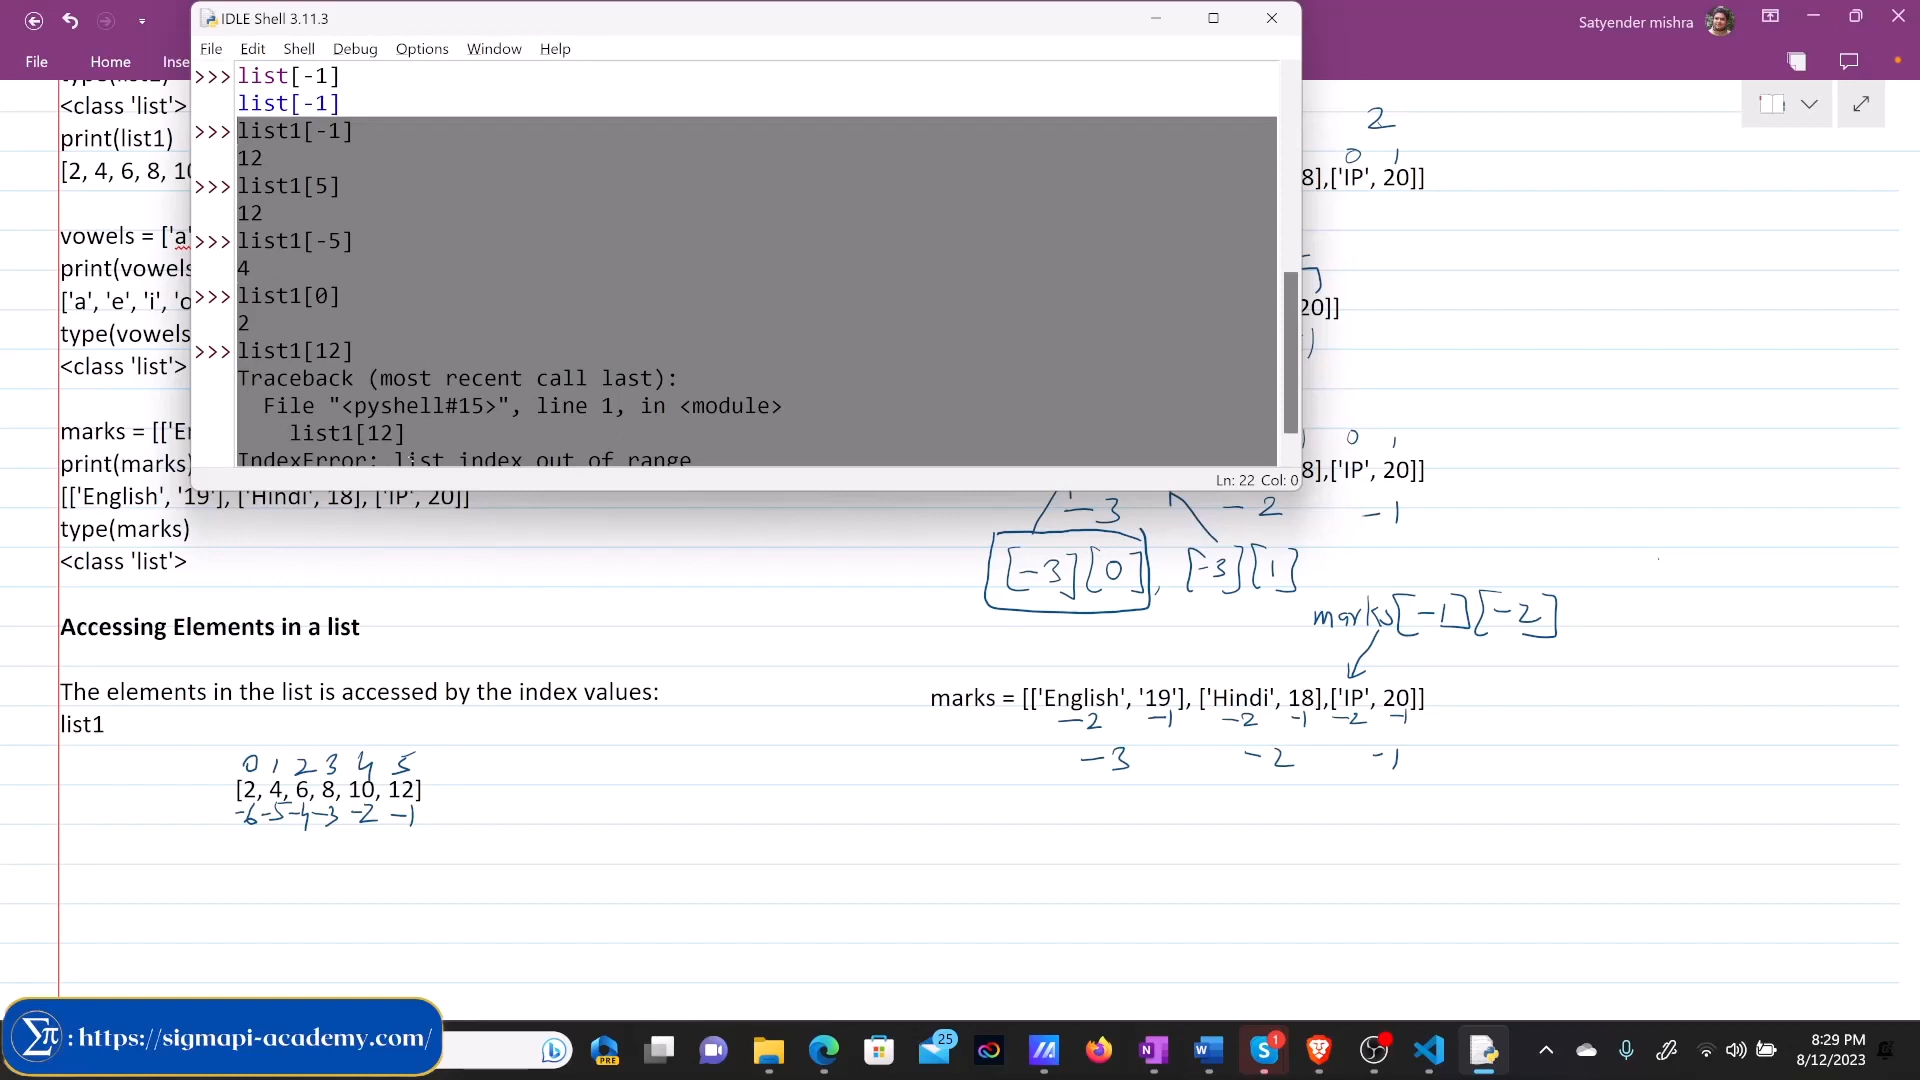 Satyender mishra
IDLE Shell 3.11.3
File Home Inse
File Edit Shell Debug Options Window Help
>>> list[-1]
list[-1]
>>> list1[-1]
12
>>> list1[5]
12
>>> list1[-5]
4
>>> list1[0]
2
>>> list1[12]
Traceback (most recent call last):
File "<pyshell#15>", line 1, in <module>
list1[12]
IndexError: list index out of range
Ln: 22 Col: 0
<class 'list'>
print(list1)
[2, 4, 6, 8, 10
vowels = ['a'
print(vowels
['a', 'e', 'i', 'o
type(vowels
<class 'list'>
marks = [['En
print(marks)
[['English', '19'], ['Hindi', 18], ['IP', 20]]
type(marks)
<class 'list'>
Accessing Elements in a list
The elements in the list is accessed by the index values:
list1
0 1 2 3 4 5
[2, 4, 6, 8, 10, 12]
-6 -5 -4 -3 -2 -1
2
0 1
8],['IP', 20]]
20]]
0 1
8],['IP', 20]]
-3 -2 -1
[-3][0], [-3][1]
marks[-1][-2]
marks = [['English', '19'], ['Hindi', 18],['IP', 20]]
-2 -1 -2 -1 -2 -1
-3 -2 -1
Σπ : https://sigmapi-academy.com/
PRE
25
1
8:29 PM
8/12/2023